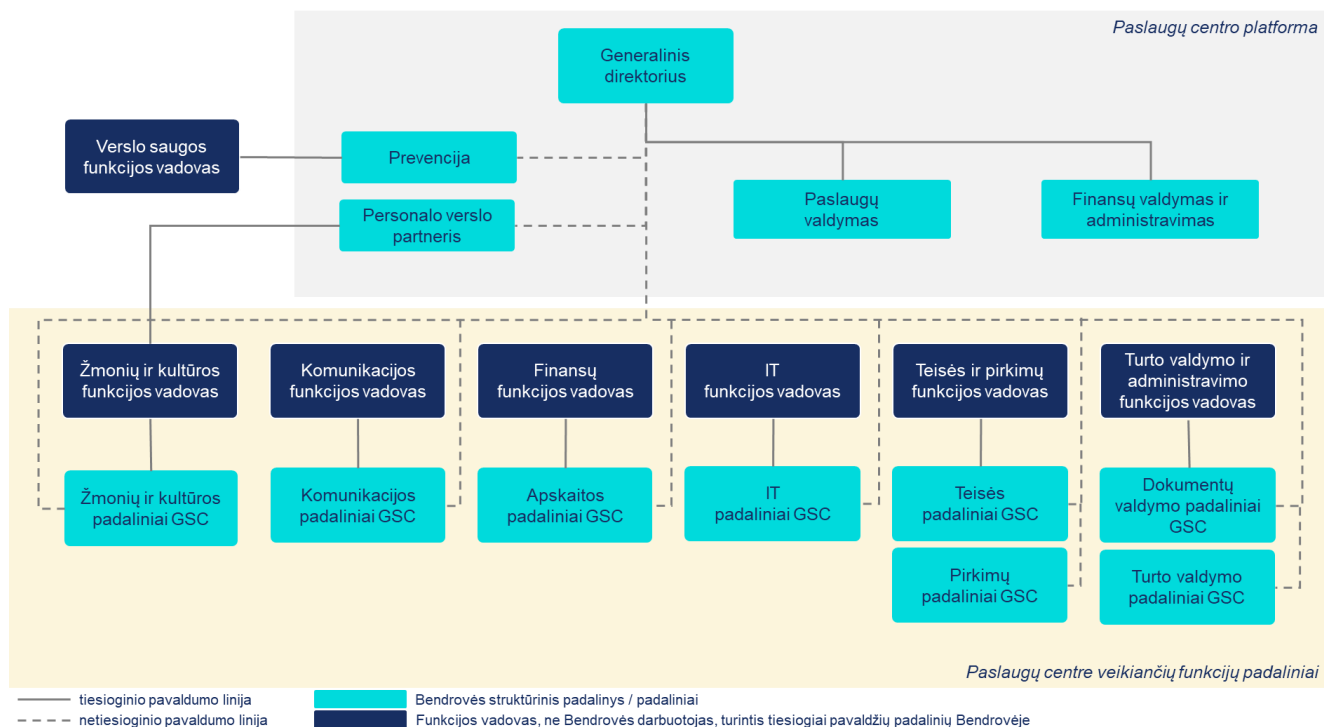 Paslaugų centro platforma
Generalinis
direktorius
Verslo saugos
funkcijos vadovas
Prevencija
Personalo verslo
partneris
Paslaugų
valdymas
Finansų valdymas ir
administravimas
Žmonių ir kultūros
funkcijos vadovas
Komunikacijos
funkcijos vadovas
Finansų
funkcijos vadovas
IT
funkcijos vadovas
Teisės ir pirkimų
funkcijos vadovas
Turto valdymo ir
administravimo
funkcijos vadovas
Žmonių ir kultūros
padaliniai GSC
Komunikacijos
padaliniai GSC
Apskaitos
padaliniai GSC
IT
padaliniai GSC
Teisės
padaliniai GSC
Dokumentų
valdymo padaliniai
GSC
Pirkimų
padaliniai GSC
Turto valdymo
padaliniai GSC
Paslaugų centre veikiančių funkcijų padaliniai
tiesioginio pavaldumo linija
Bendrovės struktūrinis padalinys / padaliniai
netiesioginio pavaldumo linija
Funkcijos vadovas, ne Bendrovės darbuotojas, turintis tiesiogiai pavaldžių padalinių Bendrovėje